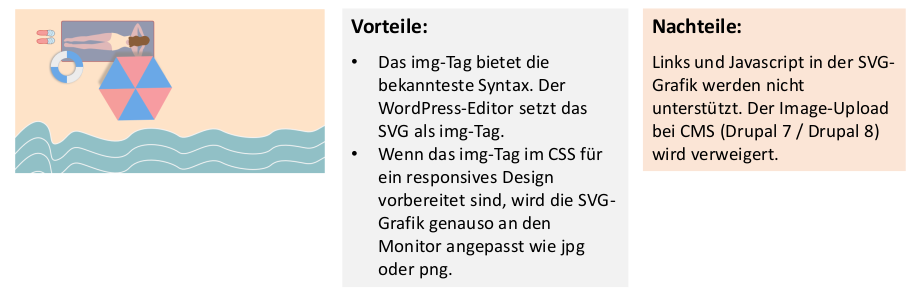 Vorteile:
• Das img-Tag bietet die
bekannteste Syntax. Der
WordPress-Editor setzt das
SVG als img-Tag.
• Wenn das img-Tag im CSS für
ein responsives Design
vorbereitet sind, wird die SVG-
Grafik genauso an den
Monitor angepasst wie jpg
oder png.
Nachteile:
Links und Javascript in der SVG-
Grafik werden nicht
unterstützt. Der Image-Upload
bei CMS (Drupal 7 / Drupal 8)
wird verweigert.